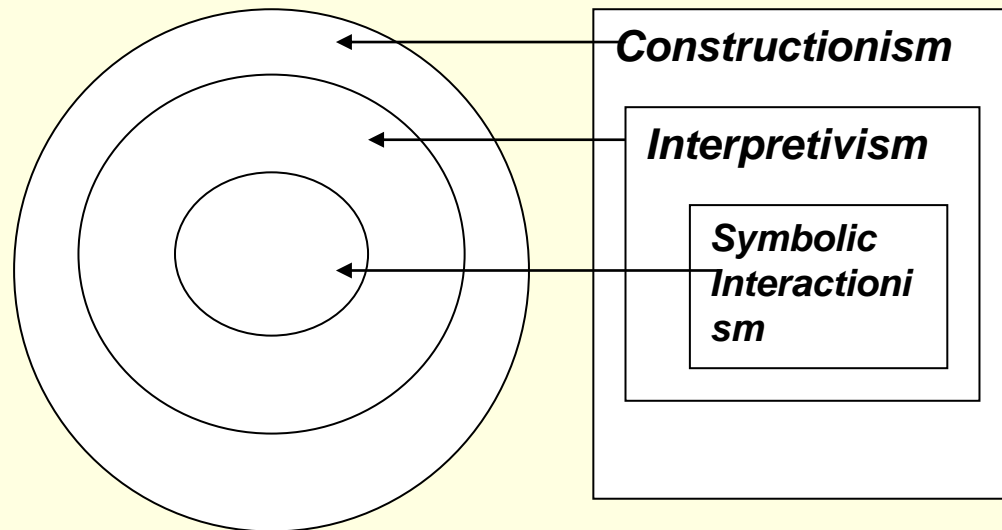 Constructionism
Interpretivism
Symbolic
Interactioni
sm